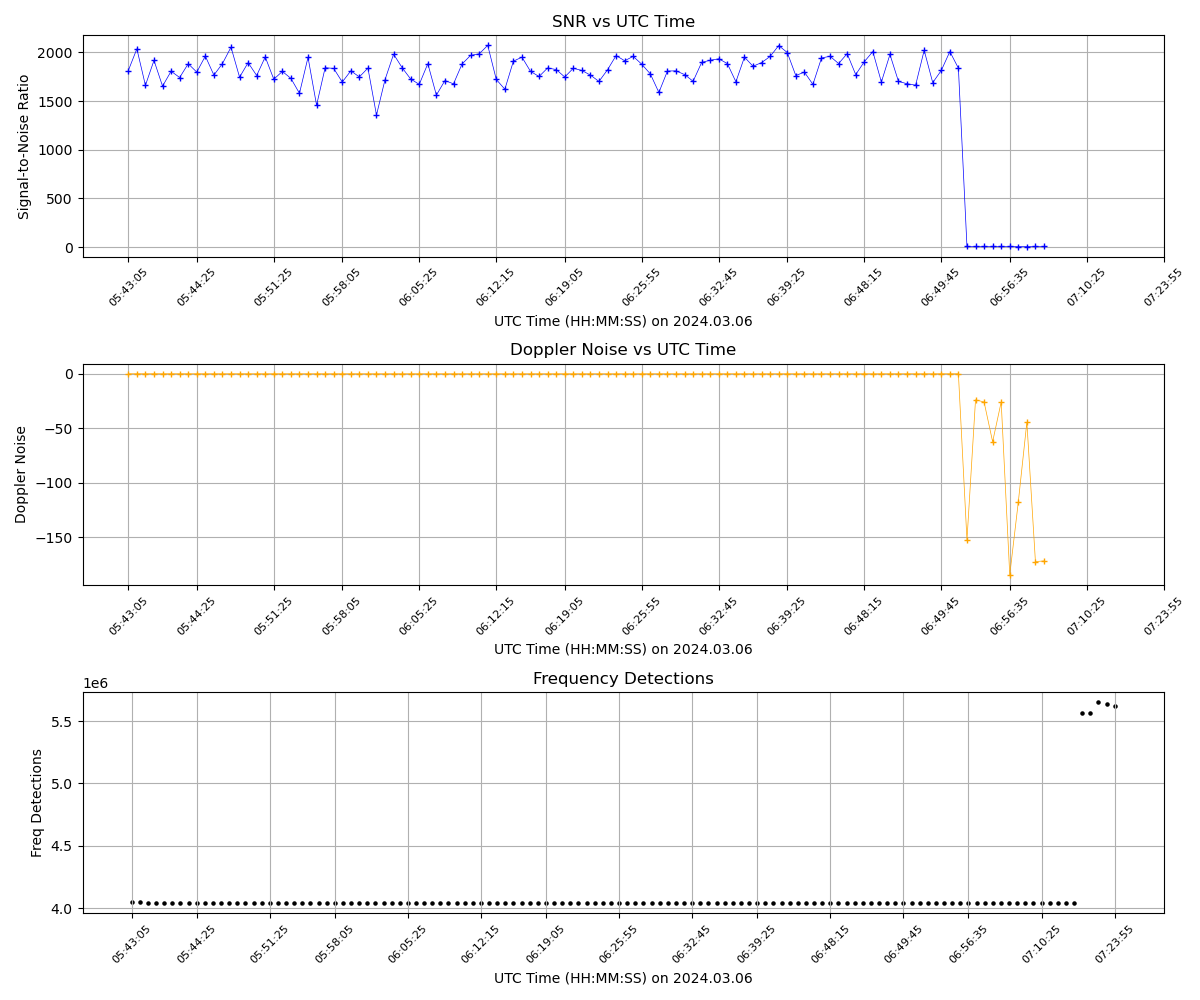 SNR vs UTC Time
Signal-to-Noise Ratio
2000
1500
1000
500
0
05:43:05 05:44:25 05:51:25 05:58:05 06:05:25 06:12:15 06:19:05 06:25:55 06:32:45 06:39:25 06:48:15 06:49:45 06:56:35 07:10:25 07:23:55
UTC Time (HH:MM:SS) on 2024.03.06
Doppler Noise vs UTC Time
Doppler Noise
0
−50
−100
−150
05:43:05 05:44:25 05:51:25 05:58:05 06:05:25 06:12:15 06:19:05 06:25:55 06:32:45 06:39:25 06:48:15 06:49:45 06:56:35 07:10:25 07:23:55
UTC Time (HH:MM:SS) on 2024.03.06
Frequency Detections
1e6
Freq Detections
5.5
5.0
4.5
4.0
05:43:05 05:44:25 05:51:25 05:58:05 06:05:25 06:12:15 06:19:05 06:25:55 06:32:45 06:39:25 06:48:15 06:49:45 06:56:35 07:10:25 07:23:55
UTC Time (HH:MM:SS) on 2024.03.06